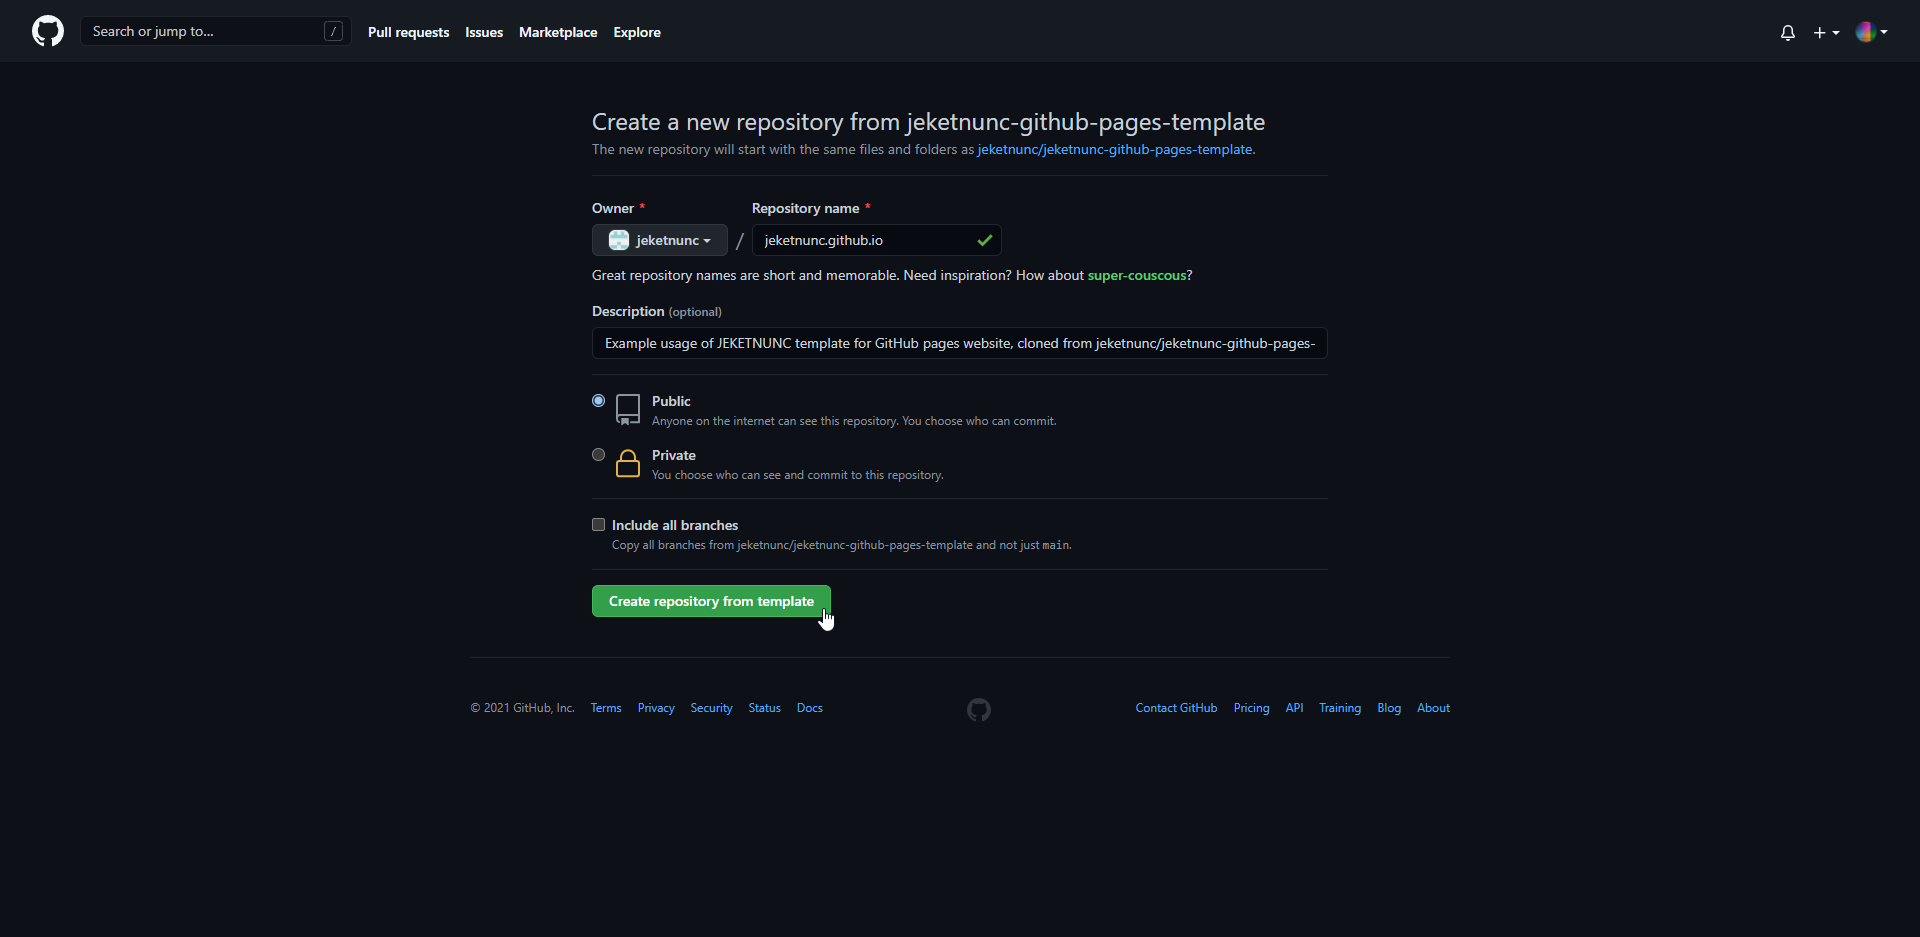 Search or jump to... /
Pull requests Issues Marketplace Explore
Create a new repository from jeketnunc-github-pages-template
The new repository will start with the same files and folders as jeketnunc/jeketnunc-github-pages-template.
Owner * Repository name *
jeketnunc / jeketnunc.github.io
Great repository names are short and memorable. Need inspiration? How about super-couscous?
Description (optional)
Example usage of JEKETNUNC template for GitHub pages website, cloned from jeketnunc/jeketnunc-github-pages-
Public
Anyone on the internet can see this repository. You choose who can commit.
Private
You choose who can see and commit to this repository.
Include all branches
Copy all branches from jeketnunc/jeketnunc-github-pages-template and not just main.
Create repository from template
© 2021 GitHub, Inc. Terms Privacy Security Status Docs Contact GitHub Pricing API Training Blog About